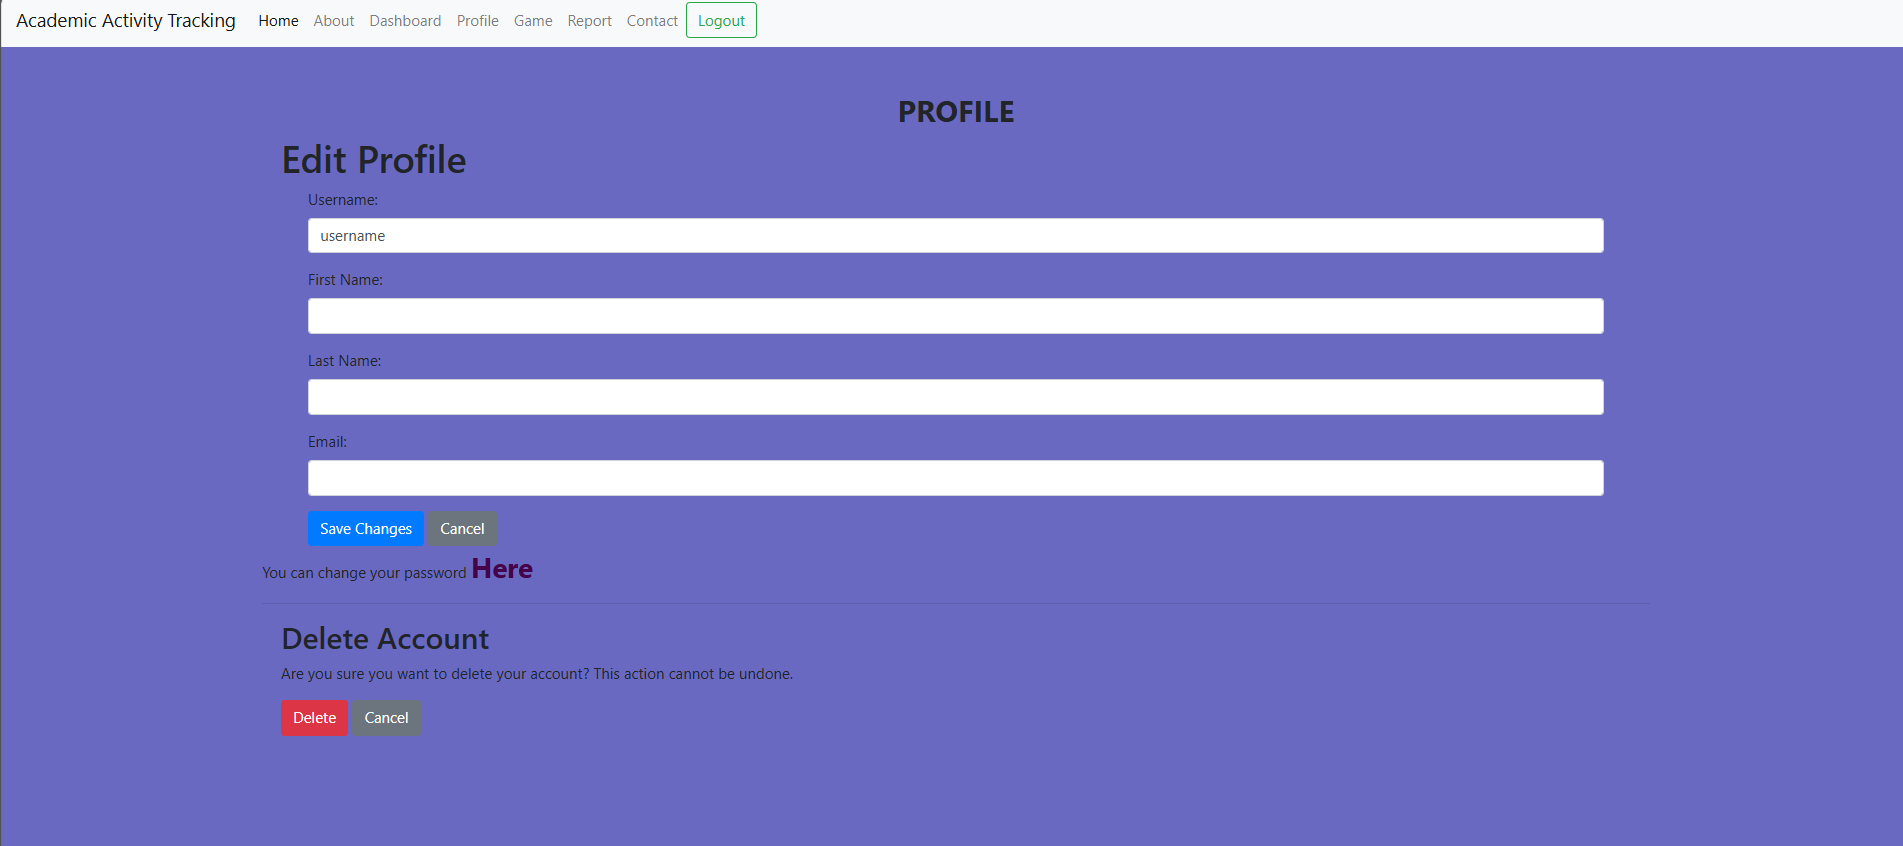 Academic Activity Tracking Home About Dashboard Profile Game Report Contact Logout
PROFILE
Edit Profile
Username:
username
First Name:
Last Name:
Email:
Save Changes Cancel
You can change your password Here
Delete Account
Are you sure you want to delete your account? This action cannot be undone.
Delete Cancel